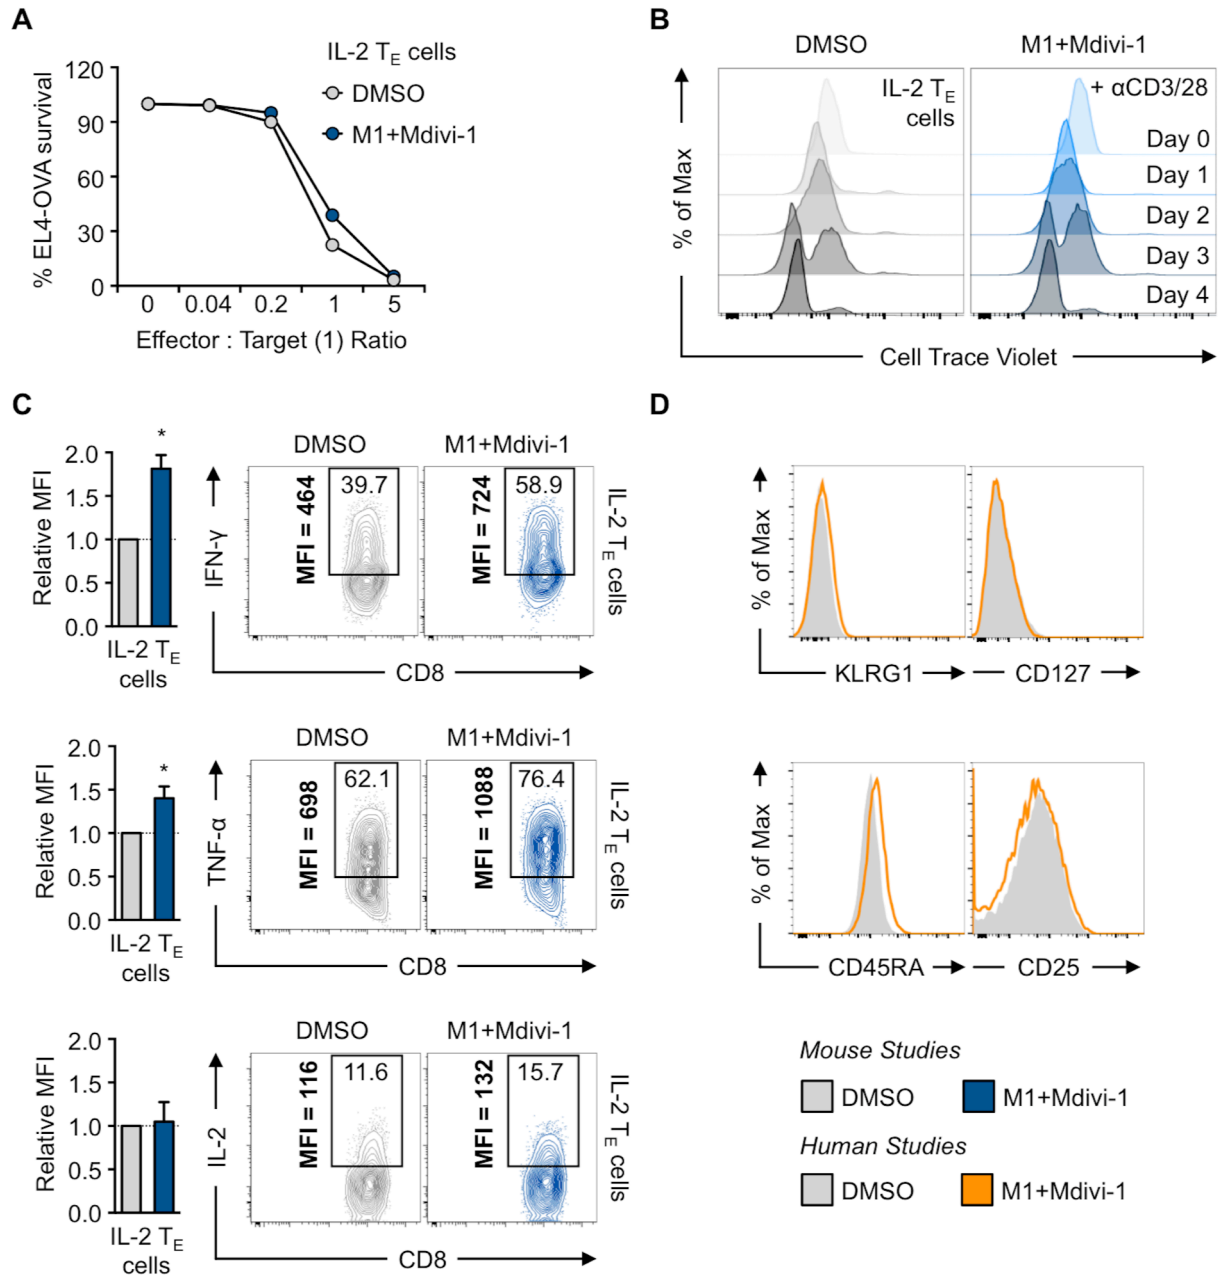 A
IL-2 TE cells
DMSO
M1+Mdivi-1
% EL4-OVA survival
120
90
60
30
0
0 0.04 0.2 1 5
Effector : Target (1) Ratio
B
DMSO M1+Mdivi-1
IL-2 TE
cells
+ αCD3/28
Day 0
Day 1
Day 2
Day 3
Day 4
% of Max
Cell Trace Violet
C
Relative MFI
2.0
1.5
1.0
0.5
0.0
*
IL-2 TE
cells
DMSO M1+Mdivi-1
IFN-γ
MFI = 464
39.7
MFI = 724
58.9
IL-2 TE cells
CD8
Relative MFI
2.0
1.5
1.0
0.5
0.0
*
IL-2 TE
cells
DMSO M1+Mdivi-1
TNF-α
MFI = 698
62.1
MFI = 1088
76.4
IL-2 TE cells
CD8
Relative MFI
2.0
1.5
1.0
0.5
0.0
IL-2 TE
cells
DMSO M1+Mdivi-1
IL-2
MFI = 116
11.6
MFI = 132
15.7
IL-2 TE cells
CD8
D
% of Max
KLRG1 CD127
% of Max
CD45RA CD25
Mouse Studies
DMSO M1+Mdivi-1
Human Studies
DMSO M1+Mdivi-1